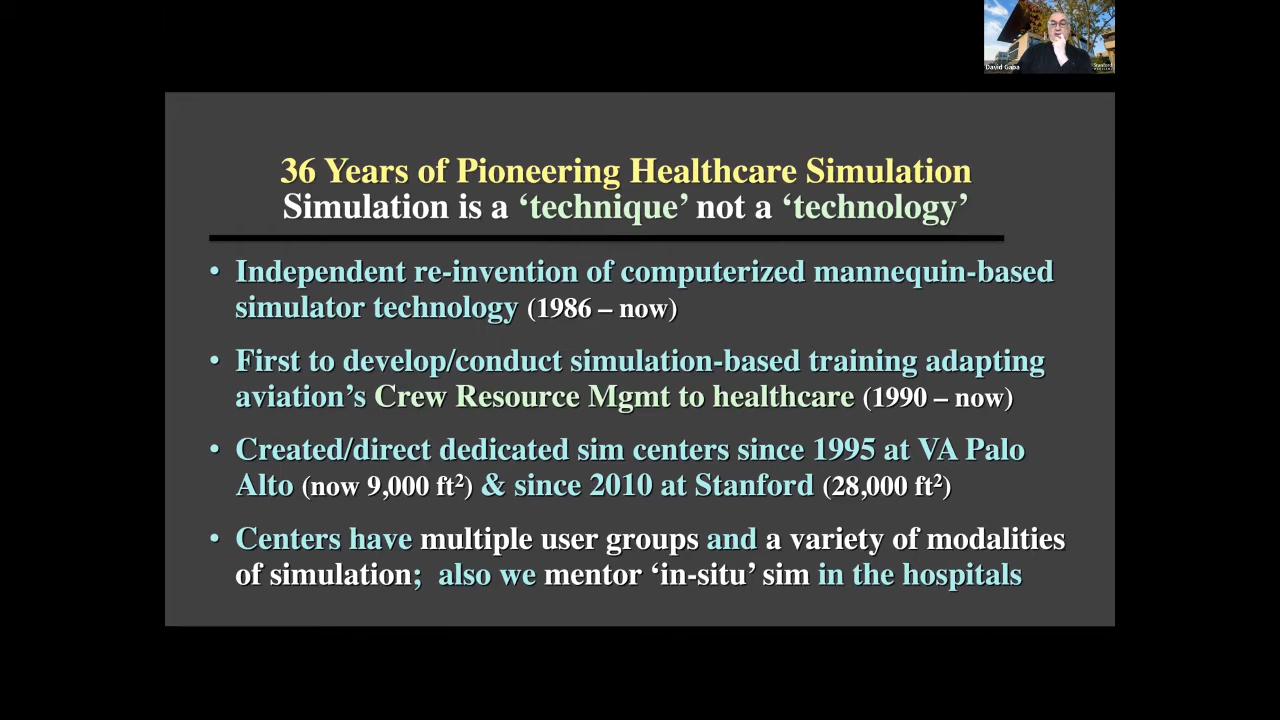 David Gaba
Stanford
36 Years of Pioneering Healthcare Simulation
Simulation is a ‘technique’ not a ‘technology’
• Independent re-invention of computerized mannequin-based
simulator technology (1986 – now)
• First to develop/conduct simulation-based training adapting
aviation’s Crew Resource Mgmt to healthcare (1990 – now)
• Created/direct dedicated sim centers since 1995 at VA Palo
Alto (now 9,000 ft²) & since 2010 at Stanford (28,000 ft²)
• Centers have multiple user groups and a variety of modalities
of simulation; also we mentor ‘in-situ’ sim in the hospitals